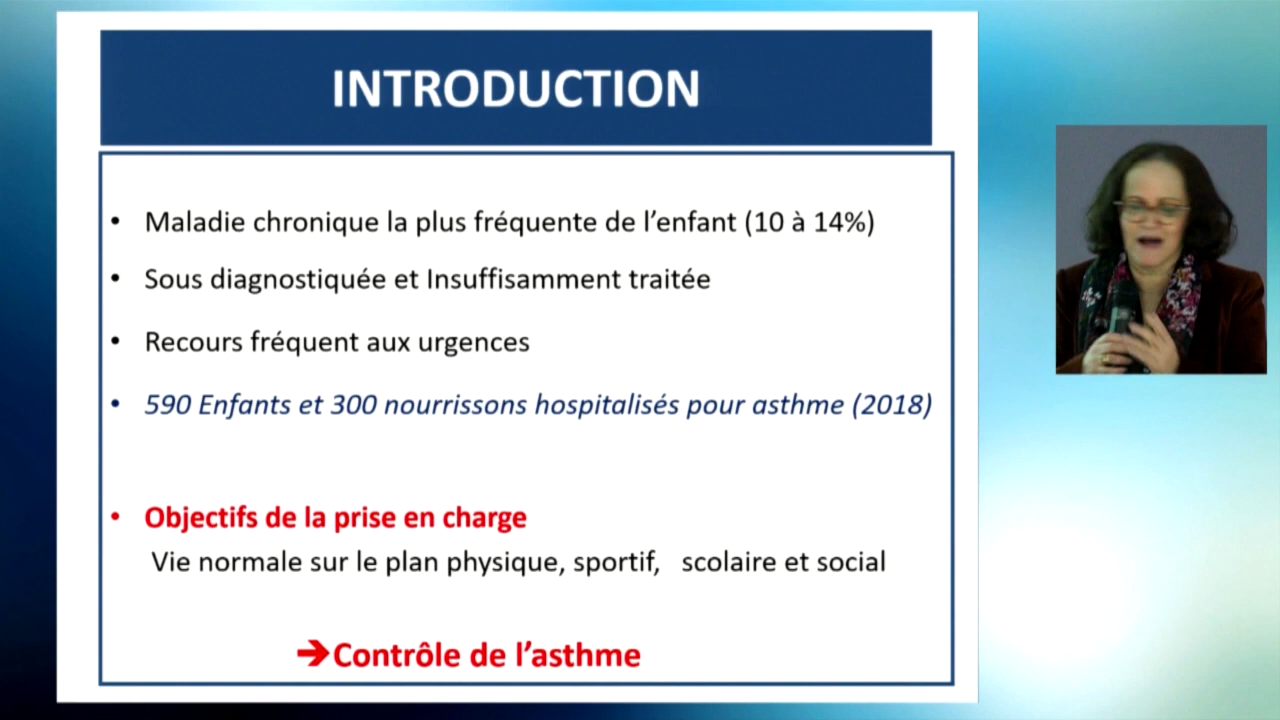 INTRODUCTION
• Maladie chronique la plus fréquente de l’enfant (10 à 14%)
• Sous diagnostiquée et Insuffisamment traitée
• Recours fréquent aux urgences
• 590 Enfants et 300 nourrissons hospitalisés pour asthme (2018)
• Objectifs de la prise en charge
Vie normale sur le plan physique, sportif, scolaire et social
➔Contrôle de l’asthme